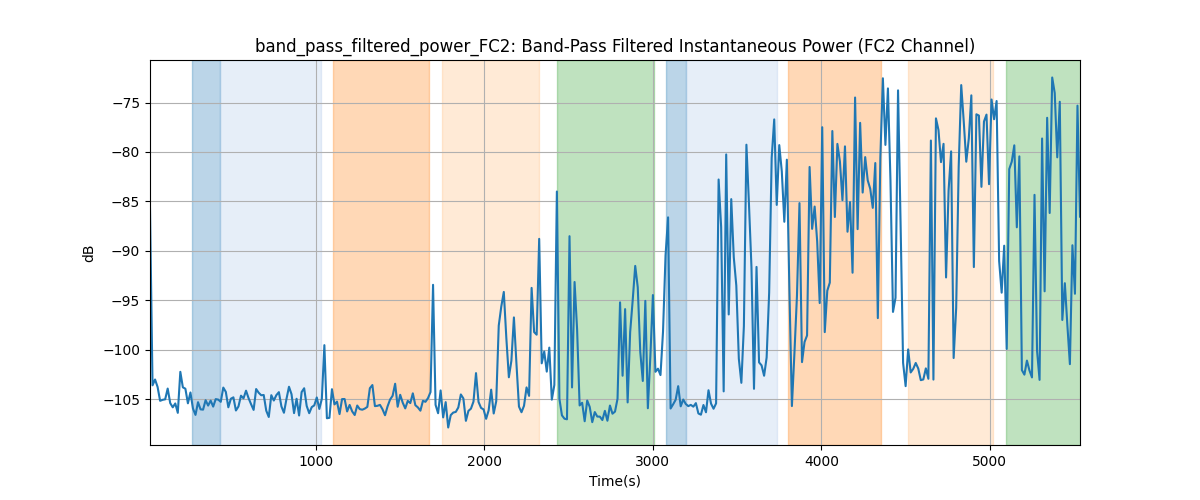 band_pass_filtered_power_FC2: Band-Pass Filtered Instantaneous Power (FC2 Channel)
dB
−75
−80
−85
−90
−95
−100
−105
1000 2000 3000 4000 5000
Time(s)